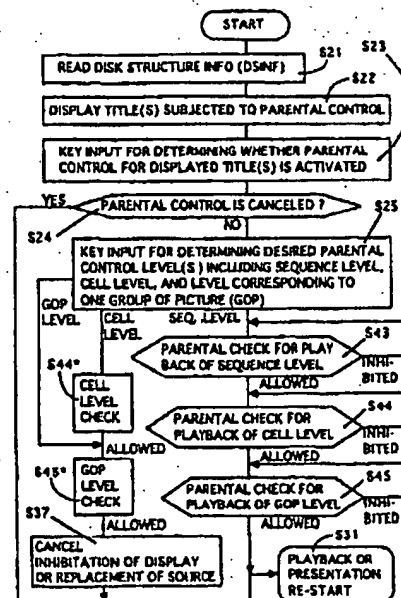 START
S21
S23
READ DISK STRUCTURE INFO (DSINF)
S22
DISPLAY TITLE(S) SUBJECTED TO PARENTAL CONTROL
KEY INPUT FOR DETERMINING WHETHER PARENTAL
CONTROL FOR DISPLAYED TITLE(S) IS ACTIVATED
YES
PARENTAL CONTROL IS CANCELED ?
S25
S24
NO
KEY INPUT FOR DETERMINING DESIRED PARENTAL
CONTROL LEVEL(S) INCLUDING SEQUENCE LEVEL,
CELL LEVEL, AND LEVEL CORRESPONDING TO
ONE GROUP OF PICTURE (GOP)
GOP
LEVEL
CELL
LEVEL
SEQ. LEVEL
S43
PARENTAL CHECK FOR PLAY
BACK OF SEQUENCE LEVEL
INHI-
BITED
S44*
ALLOWED
CELL
LEVEL
CHECK
S44
PARENTAL CHECK FOR
PLAYBACK OF CELL LEVEL
INHI-
BITED
ALLOWED
ALLOWED
S45*
GOP
LEVEL
CHECK
S45
PARENTAL CHECK FOR
PLAYBACK OF GOP LEVEL
INHI-
BITED
S37
ALLOWED
ALLOWED
S31
CANCEL
INHIBITATION OF DISPLAY
OR REPLACEMENT OF SOURCE
PLAYBACK OR
PRESENTATION
RE-START